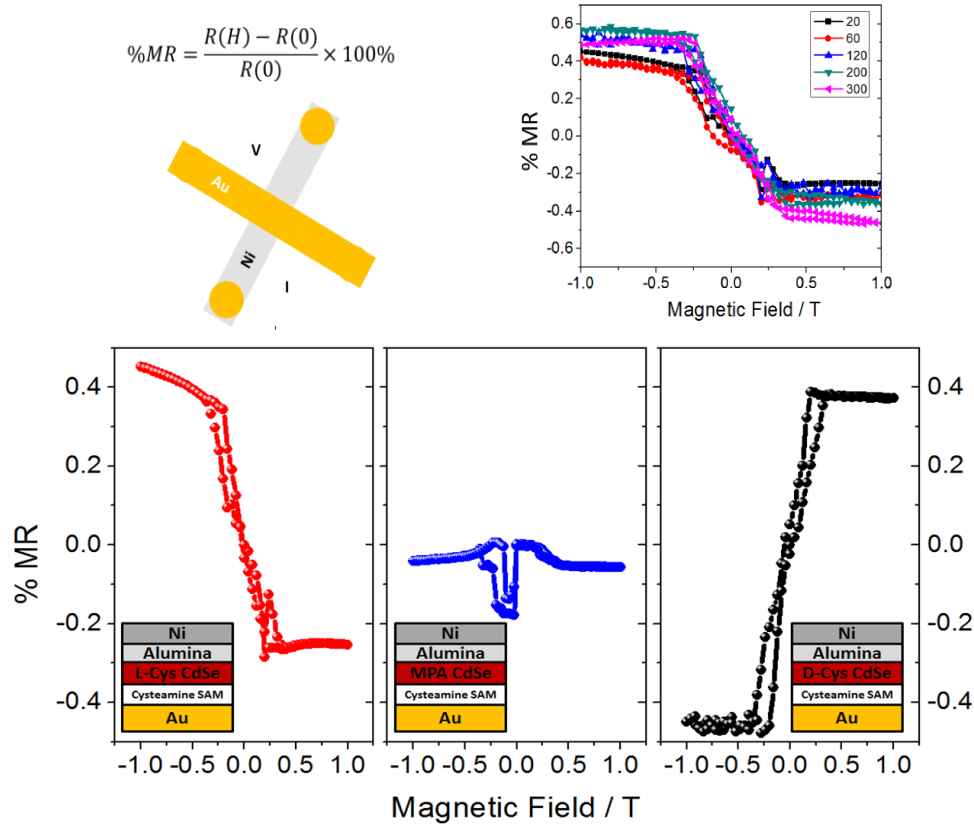 %MR = R(H) − R(0) / R(0) × 100%
V
Au
Ni
I
% MR
0.6
0.4
0.2
0.0
-0.2
-0.4
-0.6
20
60
120
200
300
-1.0 -0.5 0.0 0.5 1.0
Magnetic Field / T
% MR
0.4
0.2
0.0
-0.2
-0.4
Ni
Alumina
L-Cys CdSe
Cysteamine SAM
Au
Ni
Alumina
MPA CdSe
Cysteamine SAM
Au
Ni
Alumina
D-Cys CdSe
Cysteamine SAM
Au
0.4
0.2
0.0
-0.2
-0.4
-1.0 -0.5 0.0 0.5 1.0
-1.0 -0.5 0.0 0.5 1.0
-1.0 -0.5 0.0 0.5 1.0
Magnetic Field / T